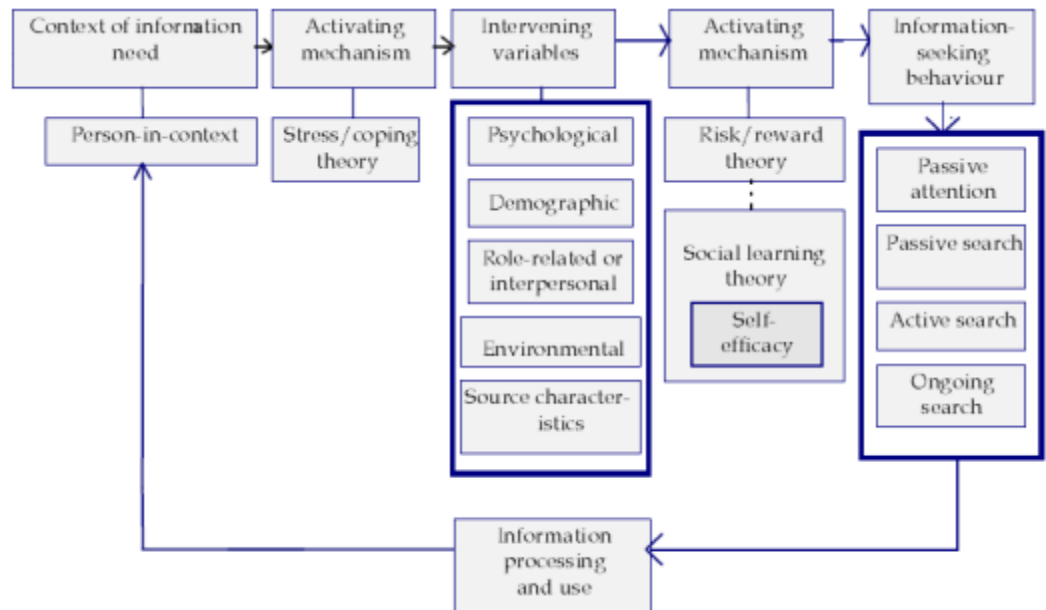 Context of information
need
Activating
mechanism
Intervening
variables
Activating
mechanism
Information-
seeking
behaviour
Person-in-context
Stress/coping
theory
Psychological
Demographic
Role-related or
interpersonal
Environmental
Source character-
istics
Risk/reward
theory
Social learning
theory
Self-
efficacy
Passive
attention
Passive search
Active search
Ongoing
search
Information
processing
and use